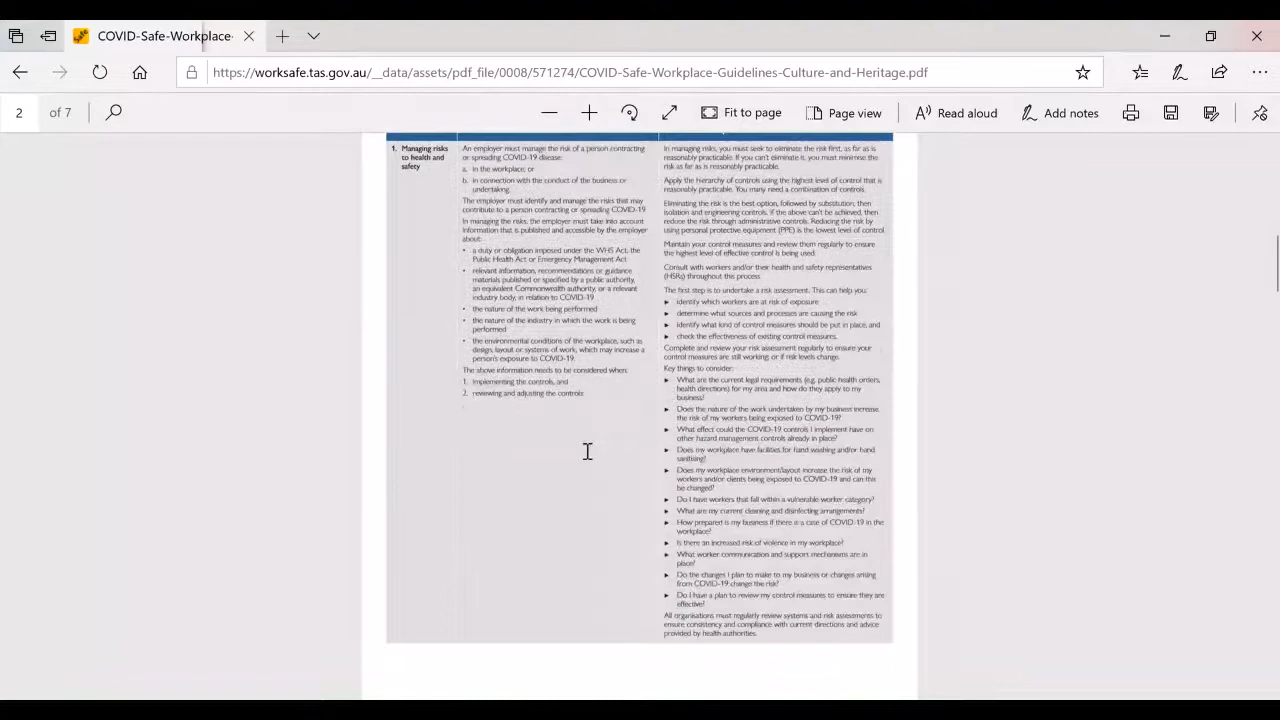 COVID-Safe-Workplace-
https://worksafe.tas.gov.au/__data/assets/pdf_file/0008/571274/COVID-Safe-Workplace-Guidelines-Culture-and-Heritage.pdf
2 of 7
Fit to page
Page view
Read aloud
Add notes
1. Managing risks
to health and
safety
An employer must manage the risk of a person contracting
or spreading COVID-19 disease:
a. in the workplace; or
b. in connection with the conduct of the business or
undertaking.
The employer must identify and manage the risks that may
contribute to a person contracting or spreading COVID-19
In managing the risks, the employer must take into account
information that is published and accessible by the employer
about:
• a duty or obligation imposed under the WHS Act, the
Public Health Act or Emergency Management Act
• relevant information, recommendations or guidance
materials published or specified by a public authority,
an equivalent Commonwealth authority, or a relevant
industry body, in relation to COVID-19
• the nature of the work being performed
• the nature of the industry in which the work is being
performed
• the environmental conditions of the workplace, such as
design, layout or systems of work, which may increase a
person's exposure to COVID-19.
The above information needs to be considered when:
1. implementing the controls, and
2. reviewing and adjusting the controls
In managing risks, you must seek to eliminate the risk first, as far as is
reasonably practicable. If you can't eliminate it, you must minimise the
risk as far as is reasonably practicable.
Apply the hierarchy of controls using the highest level of control that is
reasonably practicable. You many need a combination of controls.
Eliminating the risk is the best option, followed by substitution, then
isolation and engineering controls. If the above can't be achieved, then
reduce the risk through administrative controls. Reducing the risk by
using personal protective equipment (PPE) is the lowest level of control
Maintain your control measures and review them regularly to ensure
the highest level of effective control is being used.
Consult with workers and/or their health and safety representatives
(HSRs) throughout this process
The first step is to undertake a risk assessment. This can help you:
► identify which workers are at risk of exposure
► determine what sources and processes are causing the risk
► identify what kind of control measures should be put in place, and
► check the effectiveness of existing control measures.
Complete and review your risk assessment regularly to ensure your
control measures are still working; or if risk levels change.
Key things to consider:
► What are the current legal requirements (e.g. public health orders,
health directions) for my area and how do they apply to my
business?
► Does the nature of the work undertaken by my business increase
the risk of my workers being exposed to COVID-19?
► What effect could the COVID-19 controls I implement have on
other hazard management controls already in place?
► Does my workplace have facilities for hand washing and/or hand
sanitising?
► Does my workplace environment/layout increase the risk of my
workers and/or clients being exposed to COVID-19 and can this
be changed?
► Do I have workers that fall within a vulnerable worker category?
► What are my current cleaning and disinfecting arrangements?
► How prepared is my business if there is a case of COVID-19 in the
workplace?
► Is there an increased risk of violence in my workplace?
► What worker communication and support mechanisms are in
place?
► Do the changes I plan to make to my business or changes arising
from COVID-19 change the risk?
► Do I have a plan to review my control measures to ensure they are
effective?
All organisations must regularly review systems and risk assessments to
ensure consistency and compliance with current directions and advice
provided by health authorities.